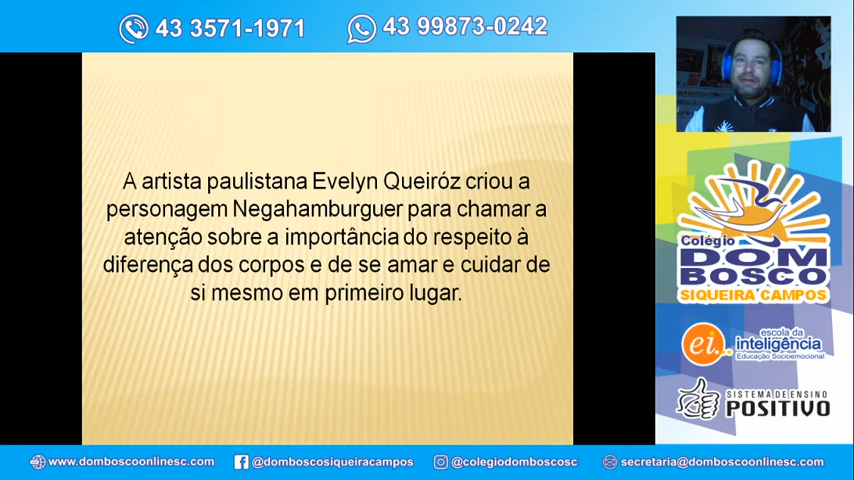 43 3571-1971
43 99873-0242
A artista paulistana Evelyn Queiróz criou a
personagem Negahamburguer para chamar a
atenção sobre a importância do respeito à
diferença dos corpos e de se amar e cuidar de
si mesmo em primeiro lugar.
Colégio
DOM
BOSCO
SIQUEIRA CAMPOS
ei...
escola da
inteligência
Educação Socioemocional
SISTEMA DE ENSINO
POSITIVO
www.domboscoonlinesc.com
@domboscosiqueiracampos
@colegiodomboscosc
secretaria@domboscoonlinesc.com